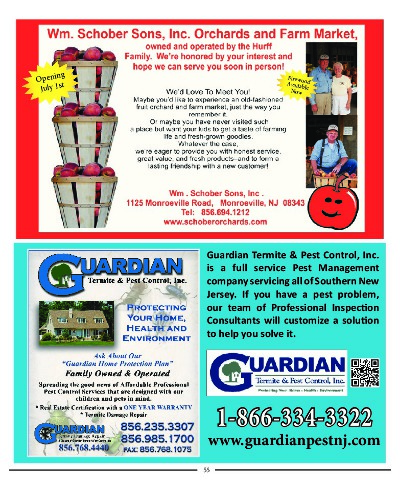 Wm. Schober Sons, Inc. Orchards and Farm Market,
owned and operated by the Hurff
Family. We're honored by your interest and
hope we can serve you soon in person!
Opening
July 1st
Firewood
Available
Now
We'd Love To Meet You!
Maybe you'd like to experience an old-fashioned
fruit orchard and farm market, just the way you
remember it.
Or maybe you have never visited such
a place but want your kids to get a taste of farming
life and fresh-grown goodies.
Whatever the case,
we're eager to provide you with honest service,
great value, and fresh products--and to form a
lasting friendship with a new customer!
Wm . Schober Sons, Inc .
1125 Monroeville Road, Monroeville, NJ 08343
Tel: 856.694.1212
www.schoberorchards.com
GUARDIAN
Termite & Pest Control, Inc.
PROTECTING
YOUR HOME,
HEALTH AND
ENVIRONMENT
Ask About Our
"Guardian Home Protection Plan"
Family Owned & Operated
Spreading the good news of Affordable Professional
Pest Control Services that are designed with our
children and pets in mind.
* Real Estate Certification with a ONE YEAR WARRANTY
* Termite Damage Repair
GUARDIAN
856.768.4440
856.235.3307
856.985.1700
FAX: 856.768.1075
Guardian Termite & Pest Control, Inc.
is a full service Pest Management
company servicing all of Southern New
Jersey. If you have a pest problem,
our team of Professional Inspection
Consultants will customize a solution
to help you solve it.
GUARDIAN
Termite & Pest Control, Inc.
Protecting Your Home - Health - Environment
1-866-334-3322
www.guardianpestnj.com
55